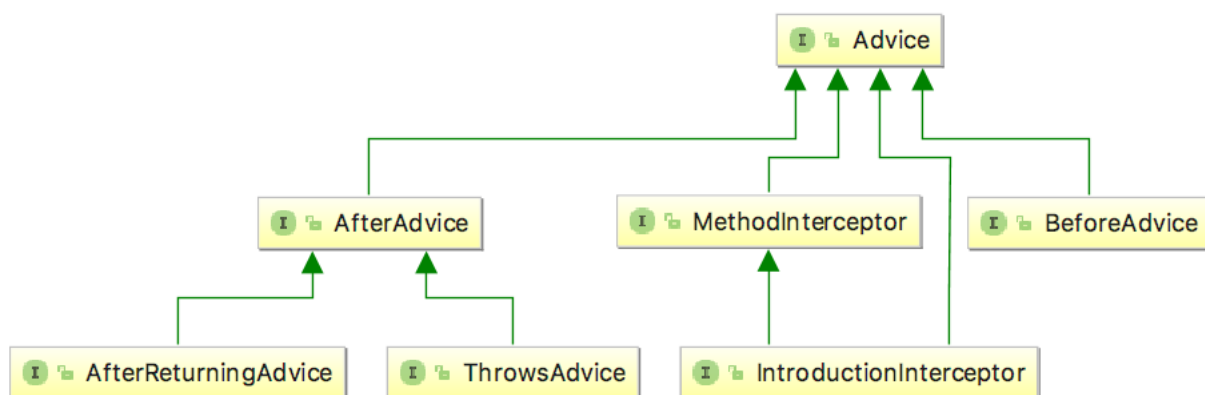 I Advice
I AfterAdvice
I MethodInterceptor
I BeforeAdvice
I AfterReturningAdvice
I ThrowsAdvice
I IntroductionInterceptor